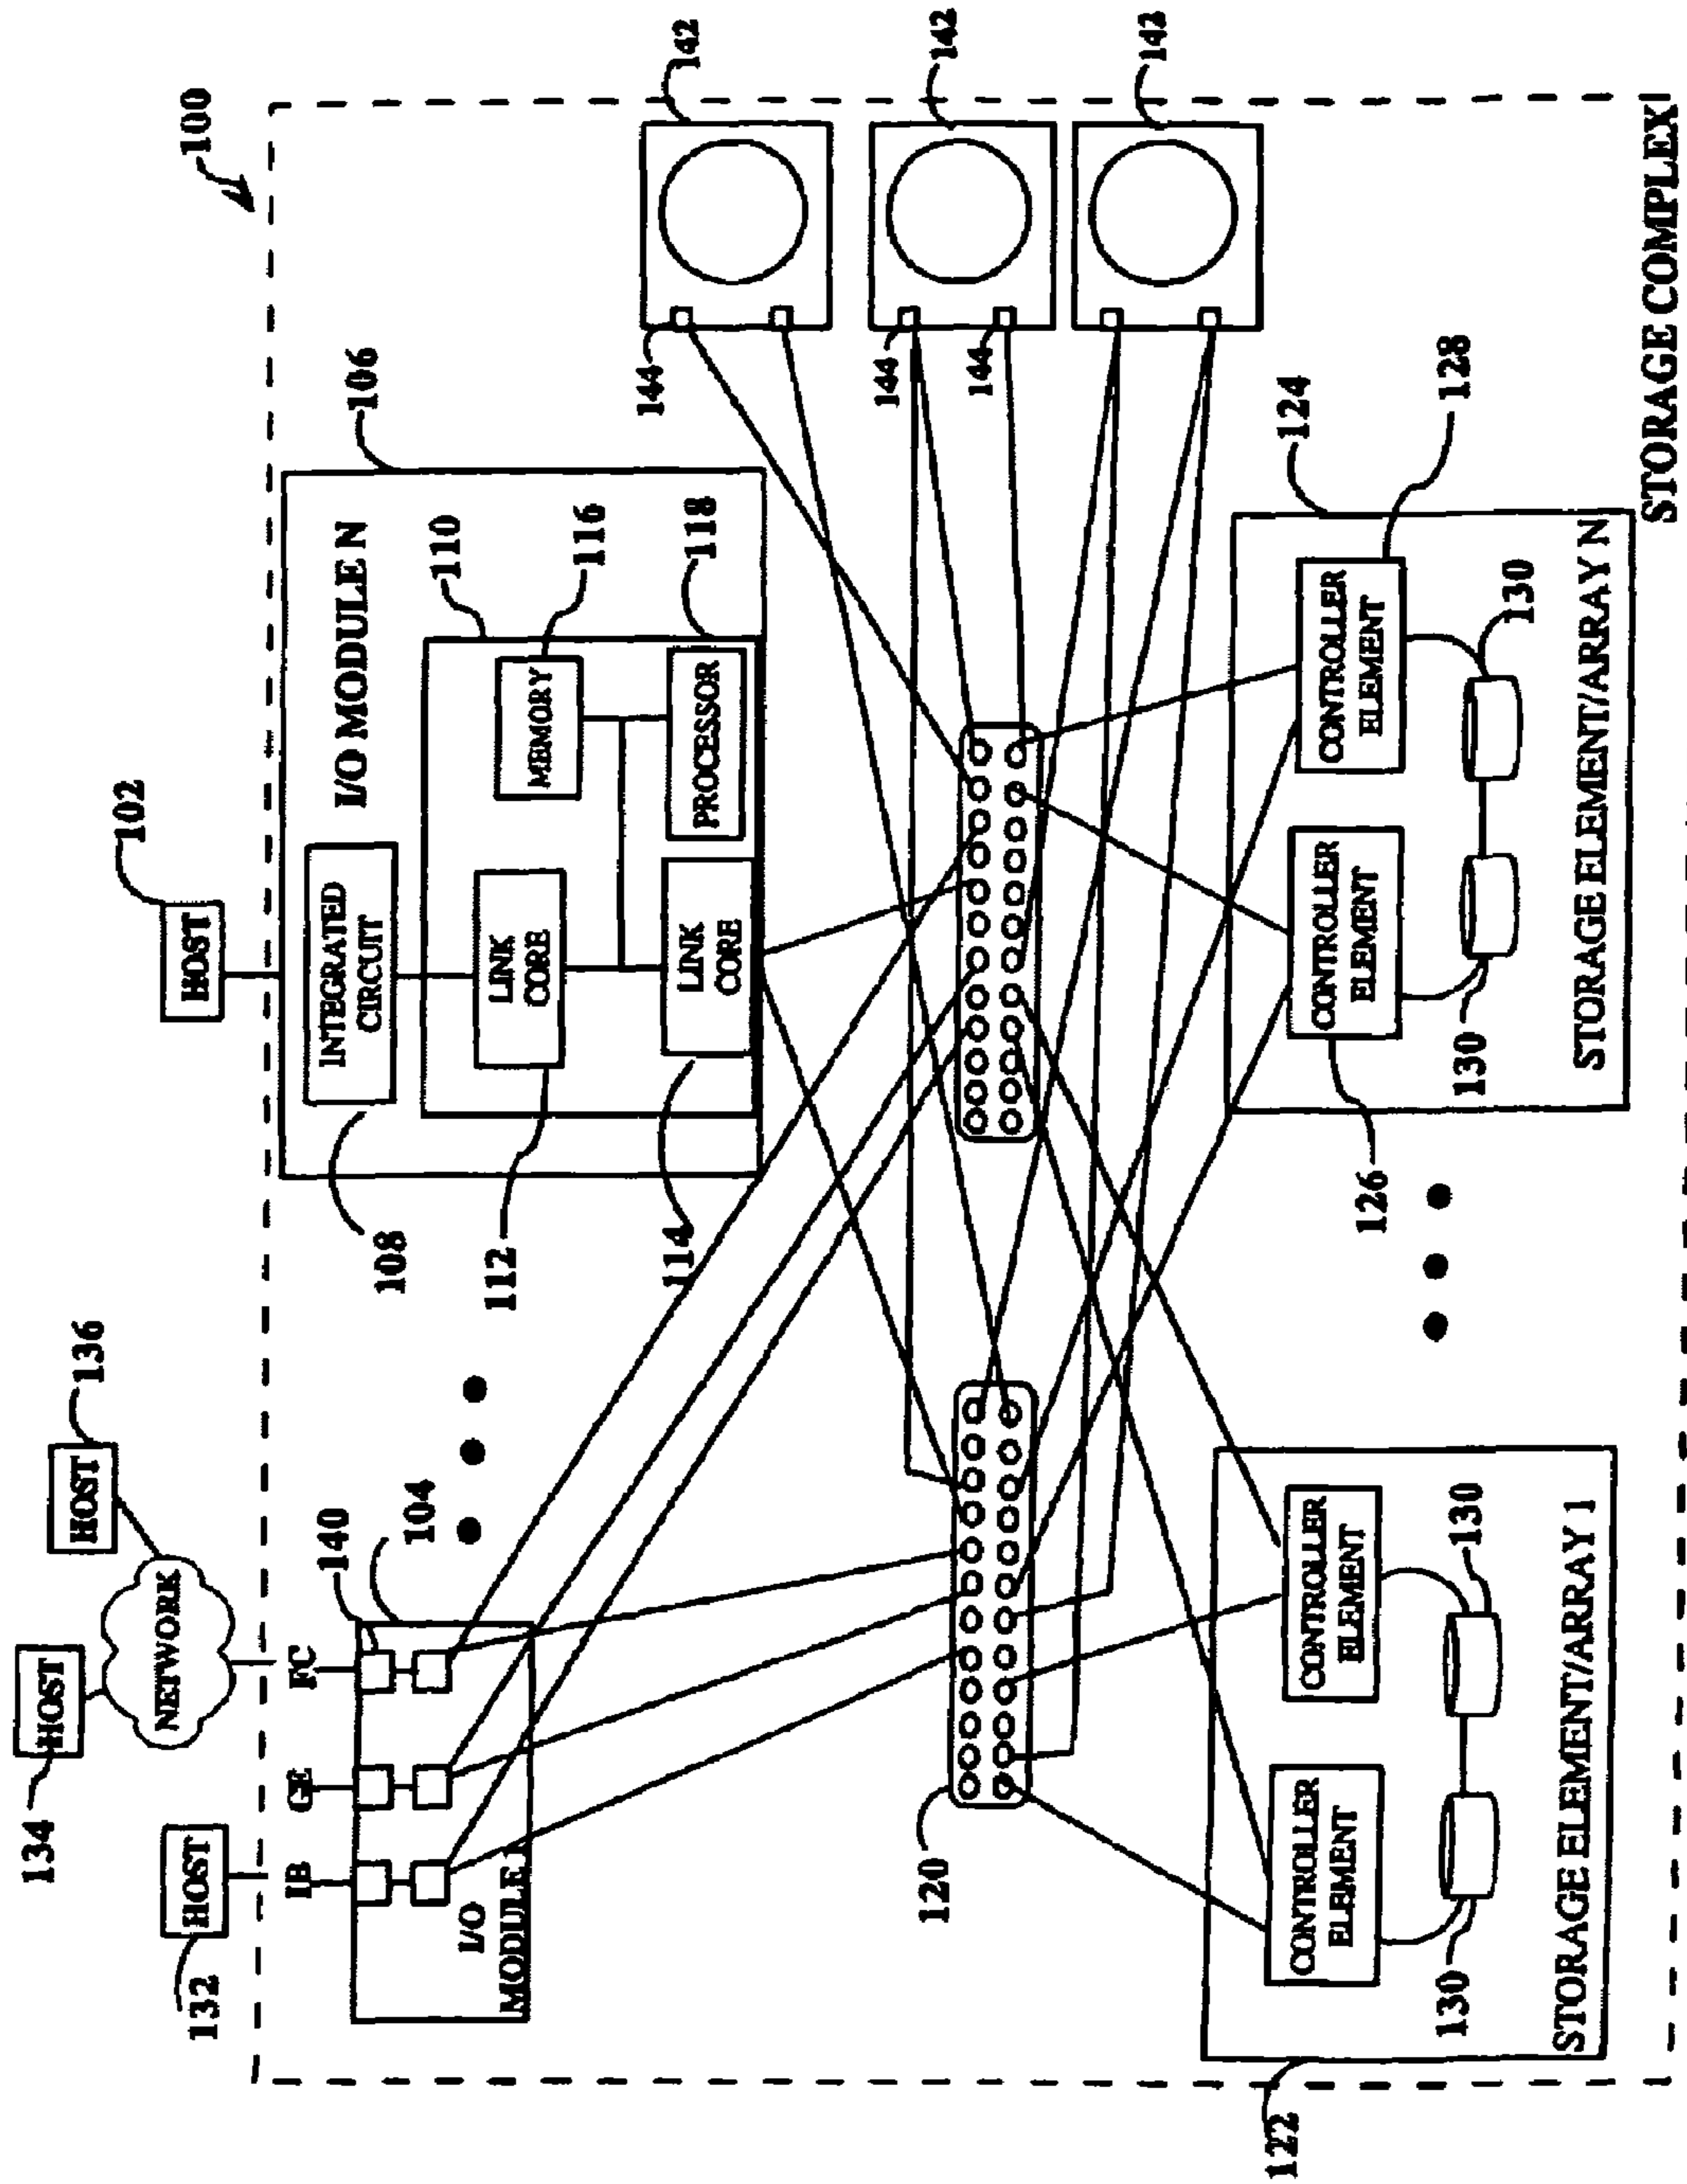 134
HOST
HOST
136
NETWORK
132
HOST
HOST
102
100
IB
GE
FC
140
104
I/O
MODULE 1
I/O MODULE N
106
INTEGRATED
CIRCUIT
108
110
LINK
CORE
MEMORY
116
112
LINK
CORE
PROCESSOR
118
114
144
142
144
144
142
142
120
122
CONTROLLER
ELEMENT
CONTROLLER
ELEMENT
130
130
STORAGE ELEMENT/ARRAY 1
124
CONTROLLER
ELEMENT
CONTROLLER
ELEMENT
126
128
130
130
STORAGE ELEMENT/ARRAY N
STORAGE COMPLEX